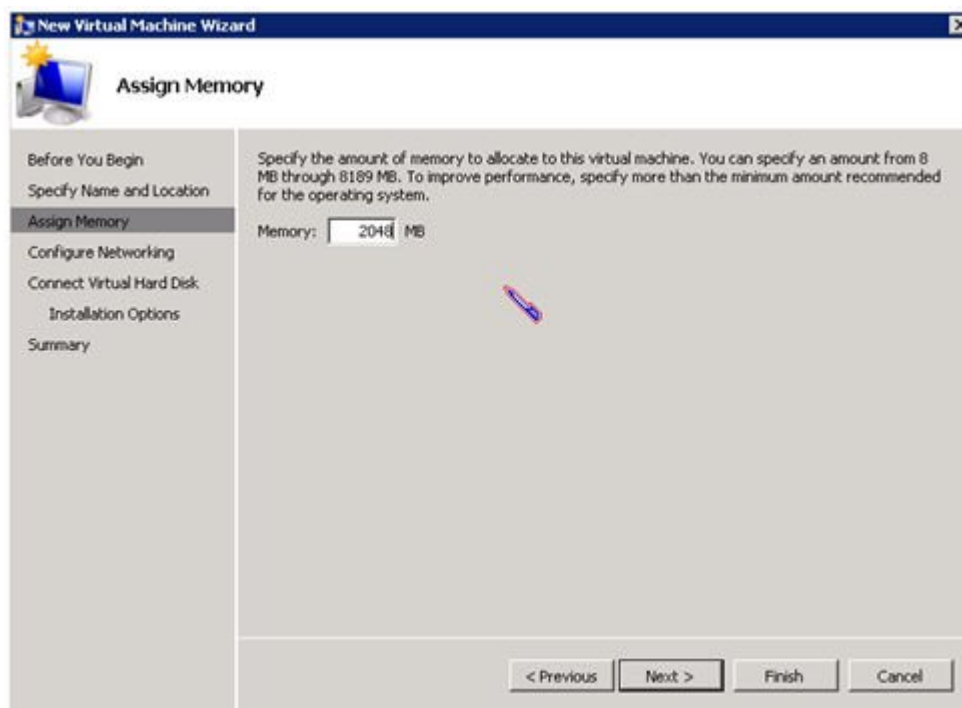 New Virtual Machine Wizard
Assign Memory
Before You Begin
Specify Name and Location
Assign Memory
Configure Networking
Connect Virtual Hard Disk
Installation Options
Summary
Specify the amount of memory to allocate to this virtual machine. You can specify an amount from 8
MB through 8189 MB. To improve performance, specify more than the minimum amount recommended
for the operating system.
Memory: 2048 MB
< Previous Next > Finish Cancel